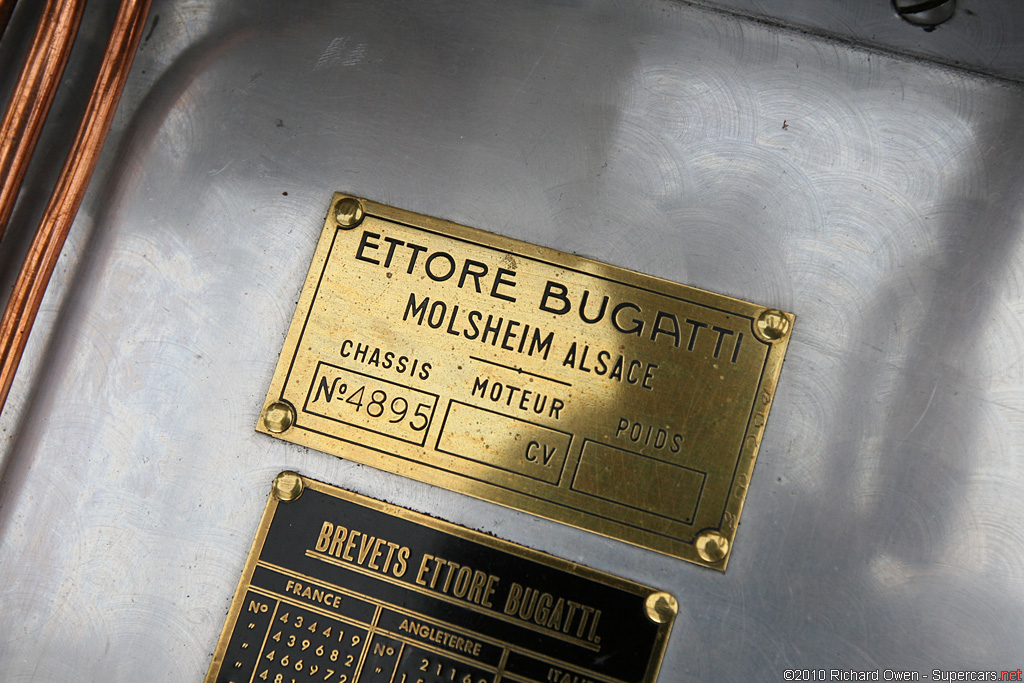 ETTORE BUGATTI
MOLSHEIM ALSACE
CHASSIS MOTEUR POIDS
Nº4895 CV
BREVETS ETTORE BUGATTI.
FRANCE ANGLETERRE
Nº 434419 Nº
" 439682 "
" 466972
©2010 Richard Owen - Supercars.net